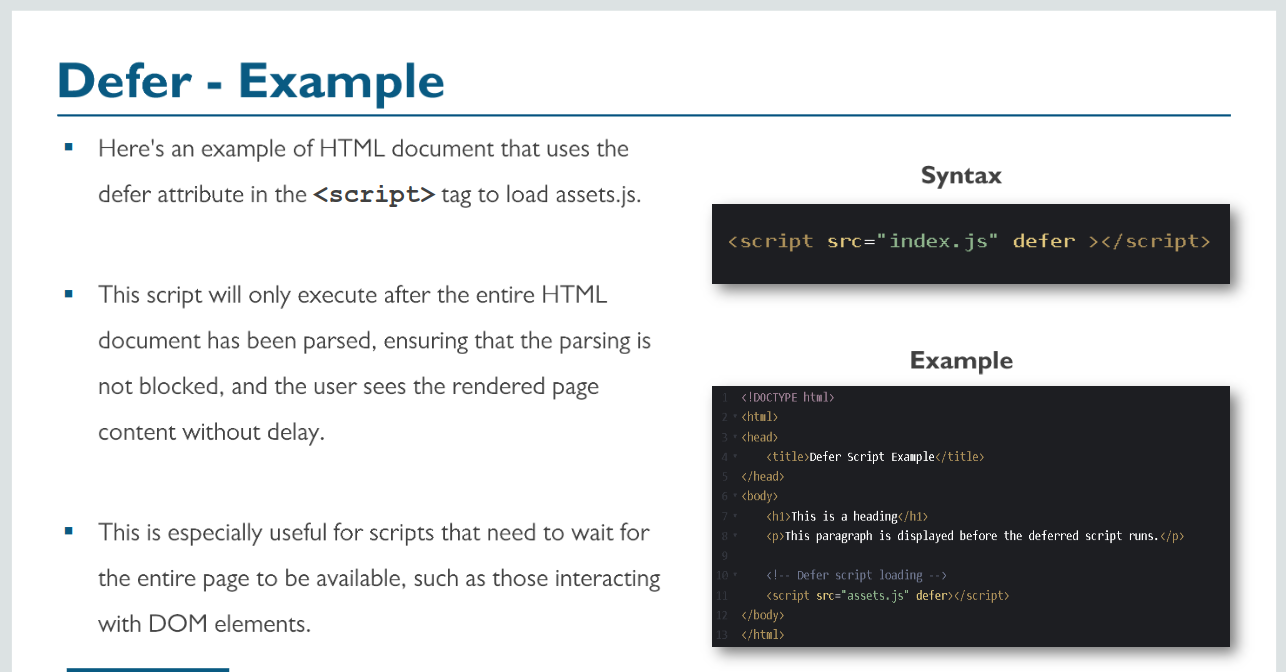 Defer - Example
Here's an example of HTML document that uses the
defer attribute in the <script> tag to load assets.js.
This script will only execute after the entire HTML
document has been parsed, ensuring that the parsing is
not blocked, and the user sees the rendered page
content without delay.
This is especially useful for scripts that need to wait for
the entire page to be available, such as those interacting
with DOM elements.
Syntax
<script src="index.js" defer ></script>
Example
1 <!DOCTYPE html>
2 <html>
3 <head>
4 <title>Defer Script Example</title>
5 </head>
6 <body>
7 <h1>This is a heading</h1>
8 <p>This paragraph is displayed before the deferred script runs.</p>
9
10 <!-- Defer script loading -->
11 <script src="assets.js" defer></script>
12 </body>
13 </html>